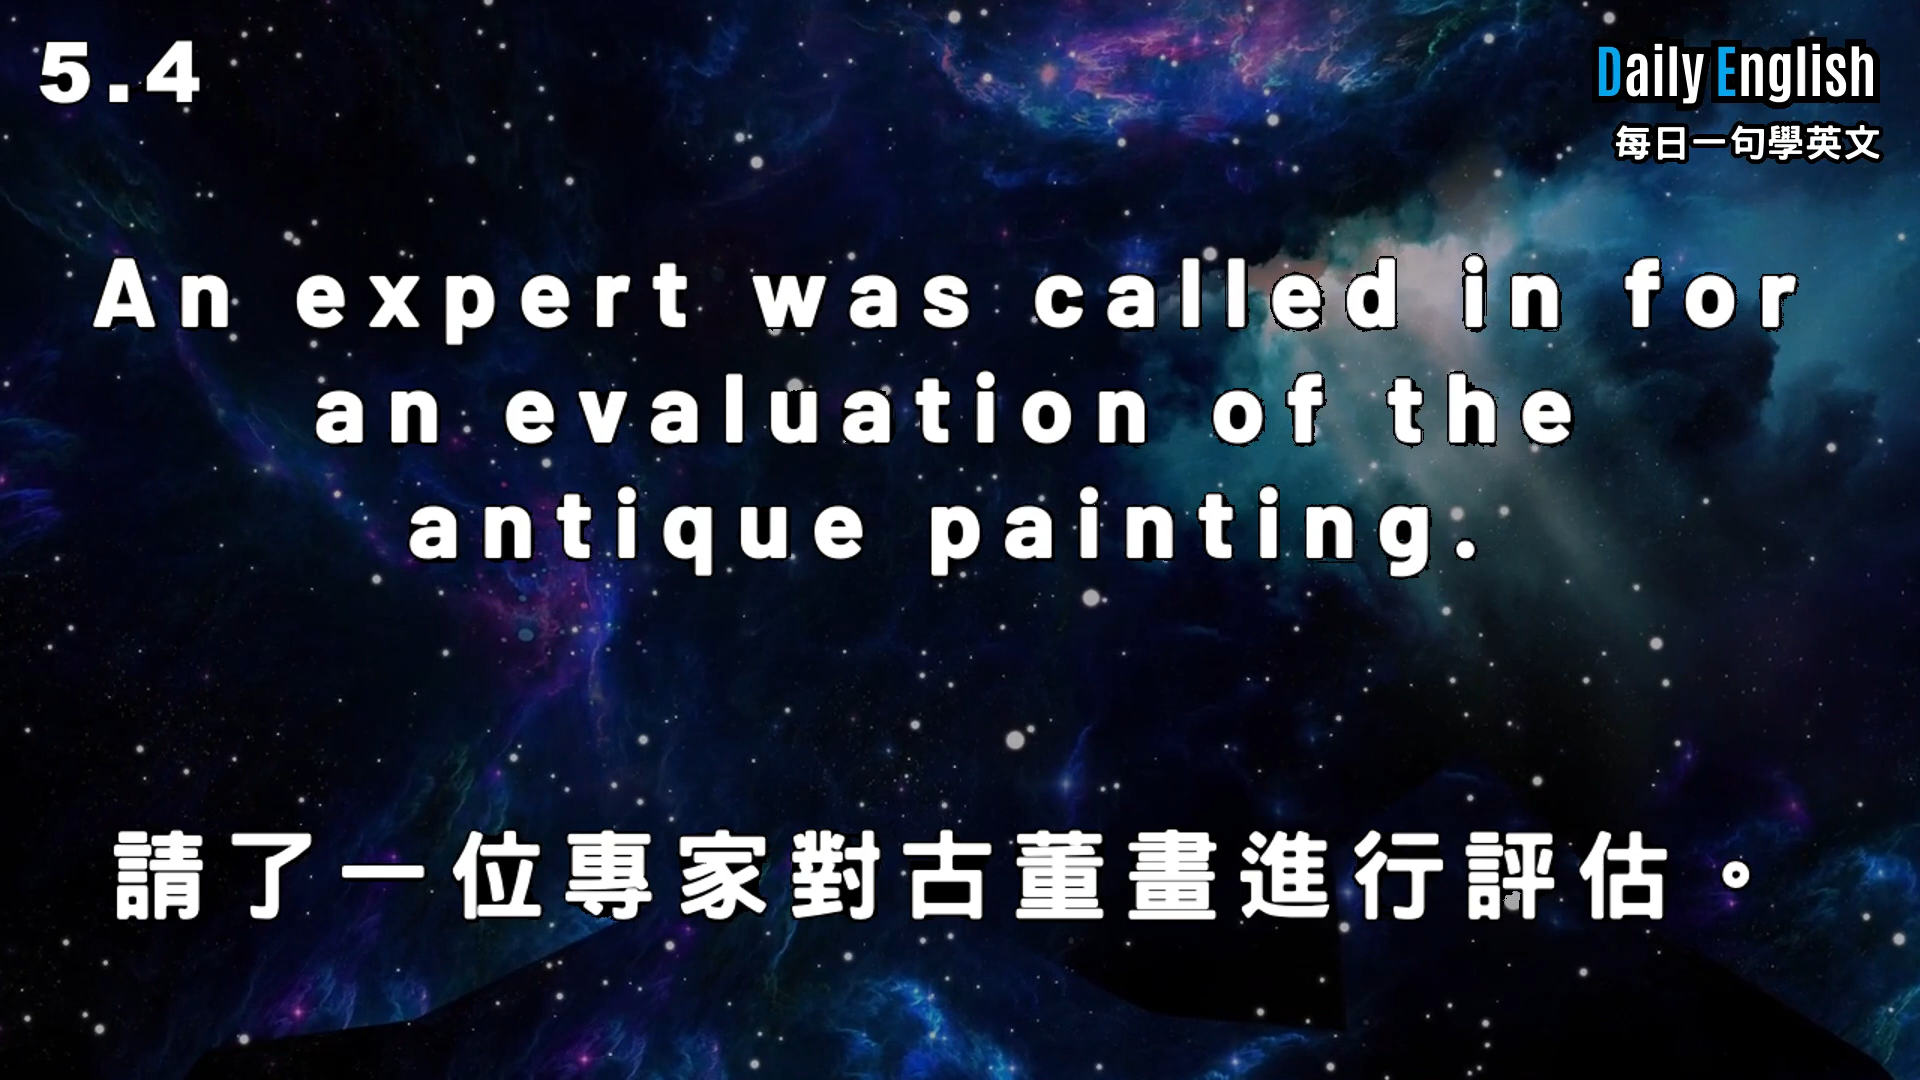 5.4
Daily English
每日一句學英文
An expert was called in for
an evaluation of the
antique painting.
請了一位專家對古董畫進行評估。